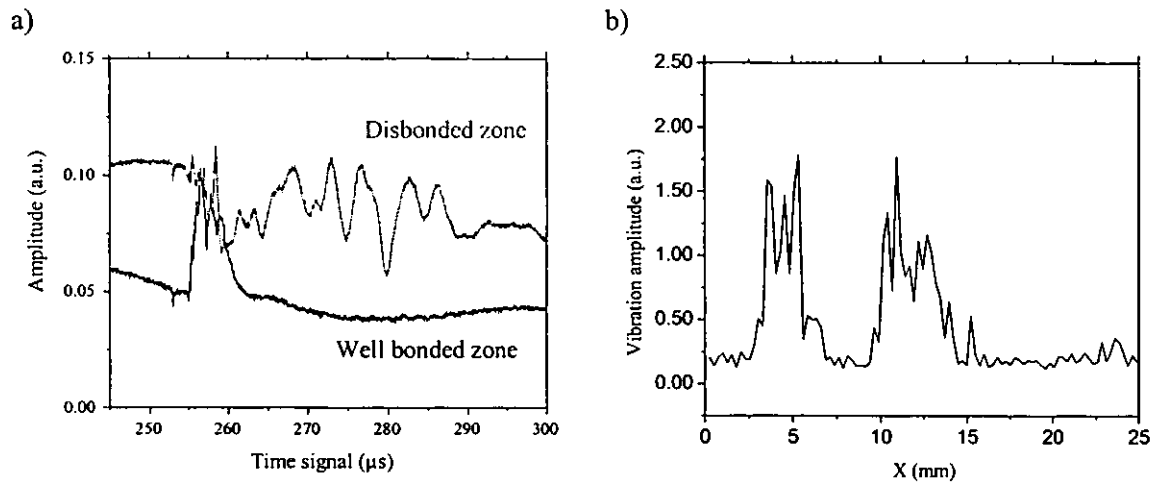 a)
0.15
0.10
0.05
0.00
Amplitude (a.u.)
Disbonded zone
Well bonded zone
250 260 270 280 290 300
Time signal (µs)
b)
2.50
2.00
1.50
1.00
0.50
0.00
Vibration amplitude (a.u.)
0 5 10 15 20 25
X (mm)